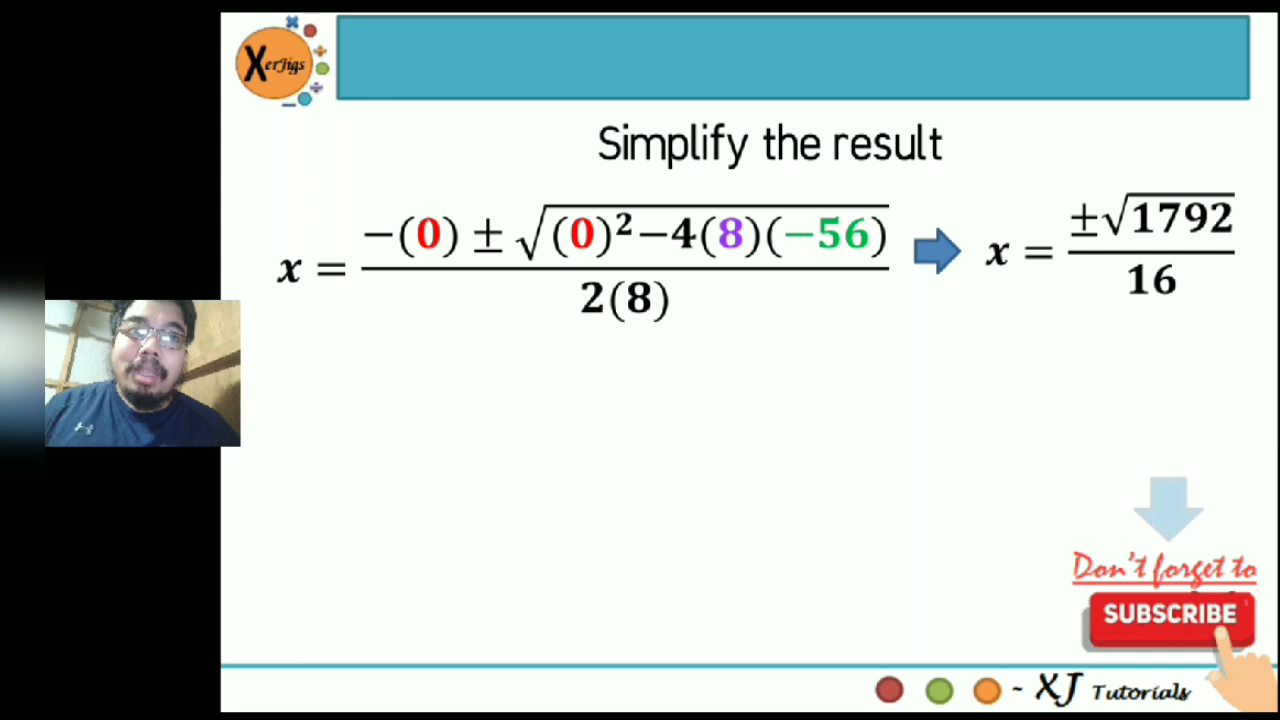 XerJigs
Simplify the result
x = −(0) ± √(0)² −4(8)(−56) / 2(8)
x = ±√1792 / 16
Don't forget to
SUBSCRIBE
~ XJ Tutorials